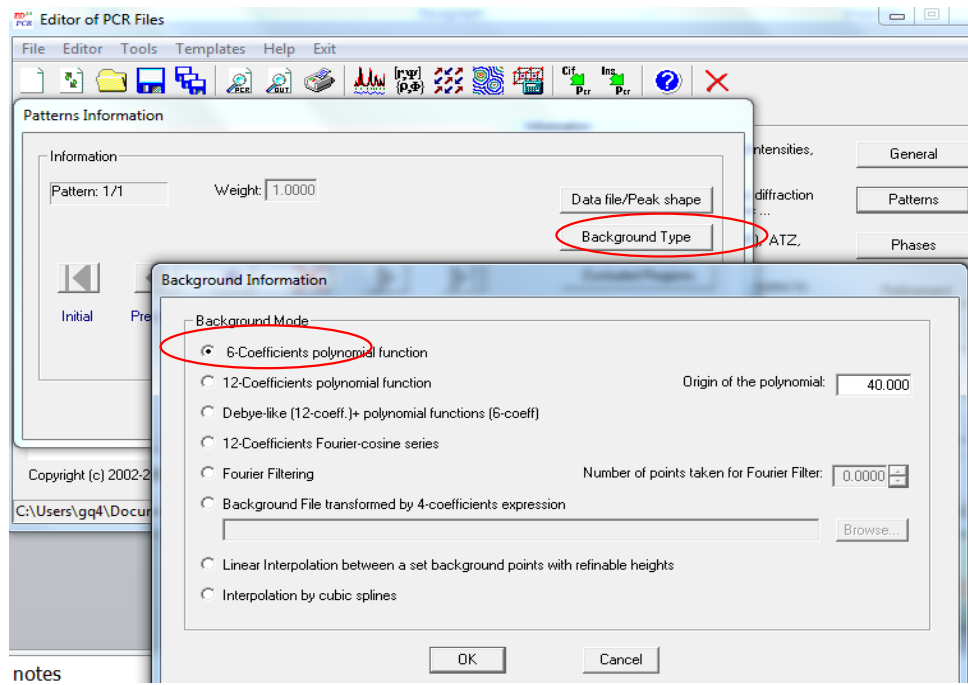 Editor of PCR Files
File Editor Tools Templates Help Exit
Patterns Information
Information
Pattern: 1/1 Weight: 1.0000
Data file/Peak shape
Background Type
Initial
ntensities,
General
diffraction
Patterns
ATZ,
Phases
Background Information
Background Mode
6-Coefficients polynomial function
12-Coefficients polynomial function Origin of the polynomial: 40.000
Debye-like (12-coeff.)+ polynomial functions (6-coeff)
12-Coefficients Fourier-cosine series
Fourier Filtering Number of points taken for Fourier Filter: 0.0000
Background File transformed by 4-coefficients expression
Browse...
Linear Interpolation between a set background points with refinable heights
Interpolation by cubic splines
OK Cancel
Copyright (c) 2002-2
C:\Users\gq4\Docur
notes